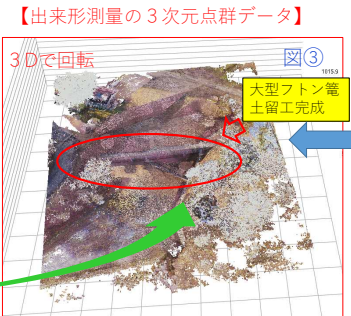 【出来形測量の３次元点群データ】
３Dで回転
図③
大型フトン篭
土留工完成